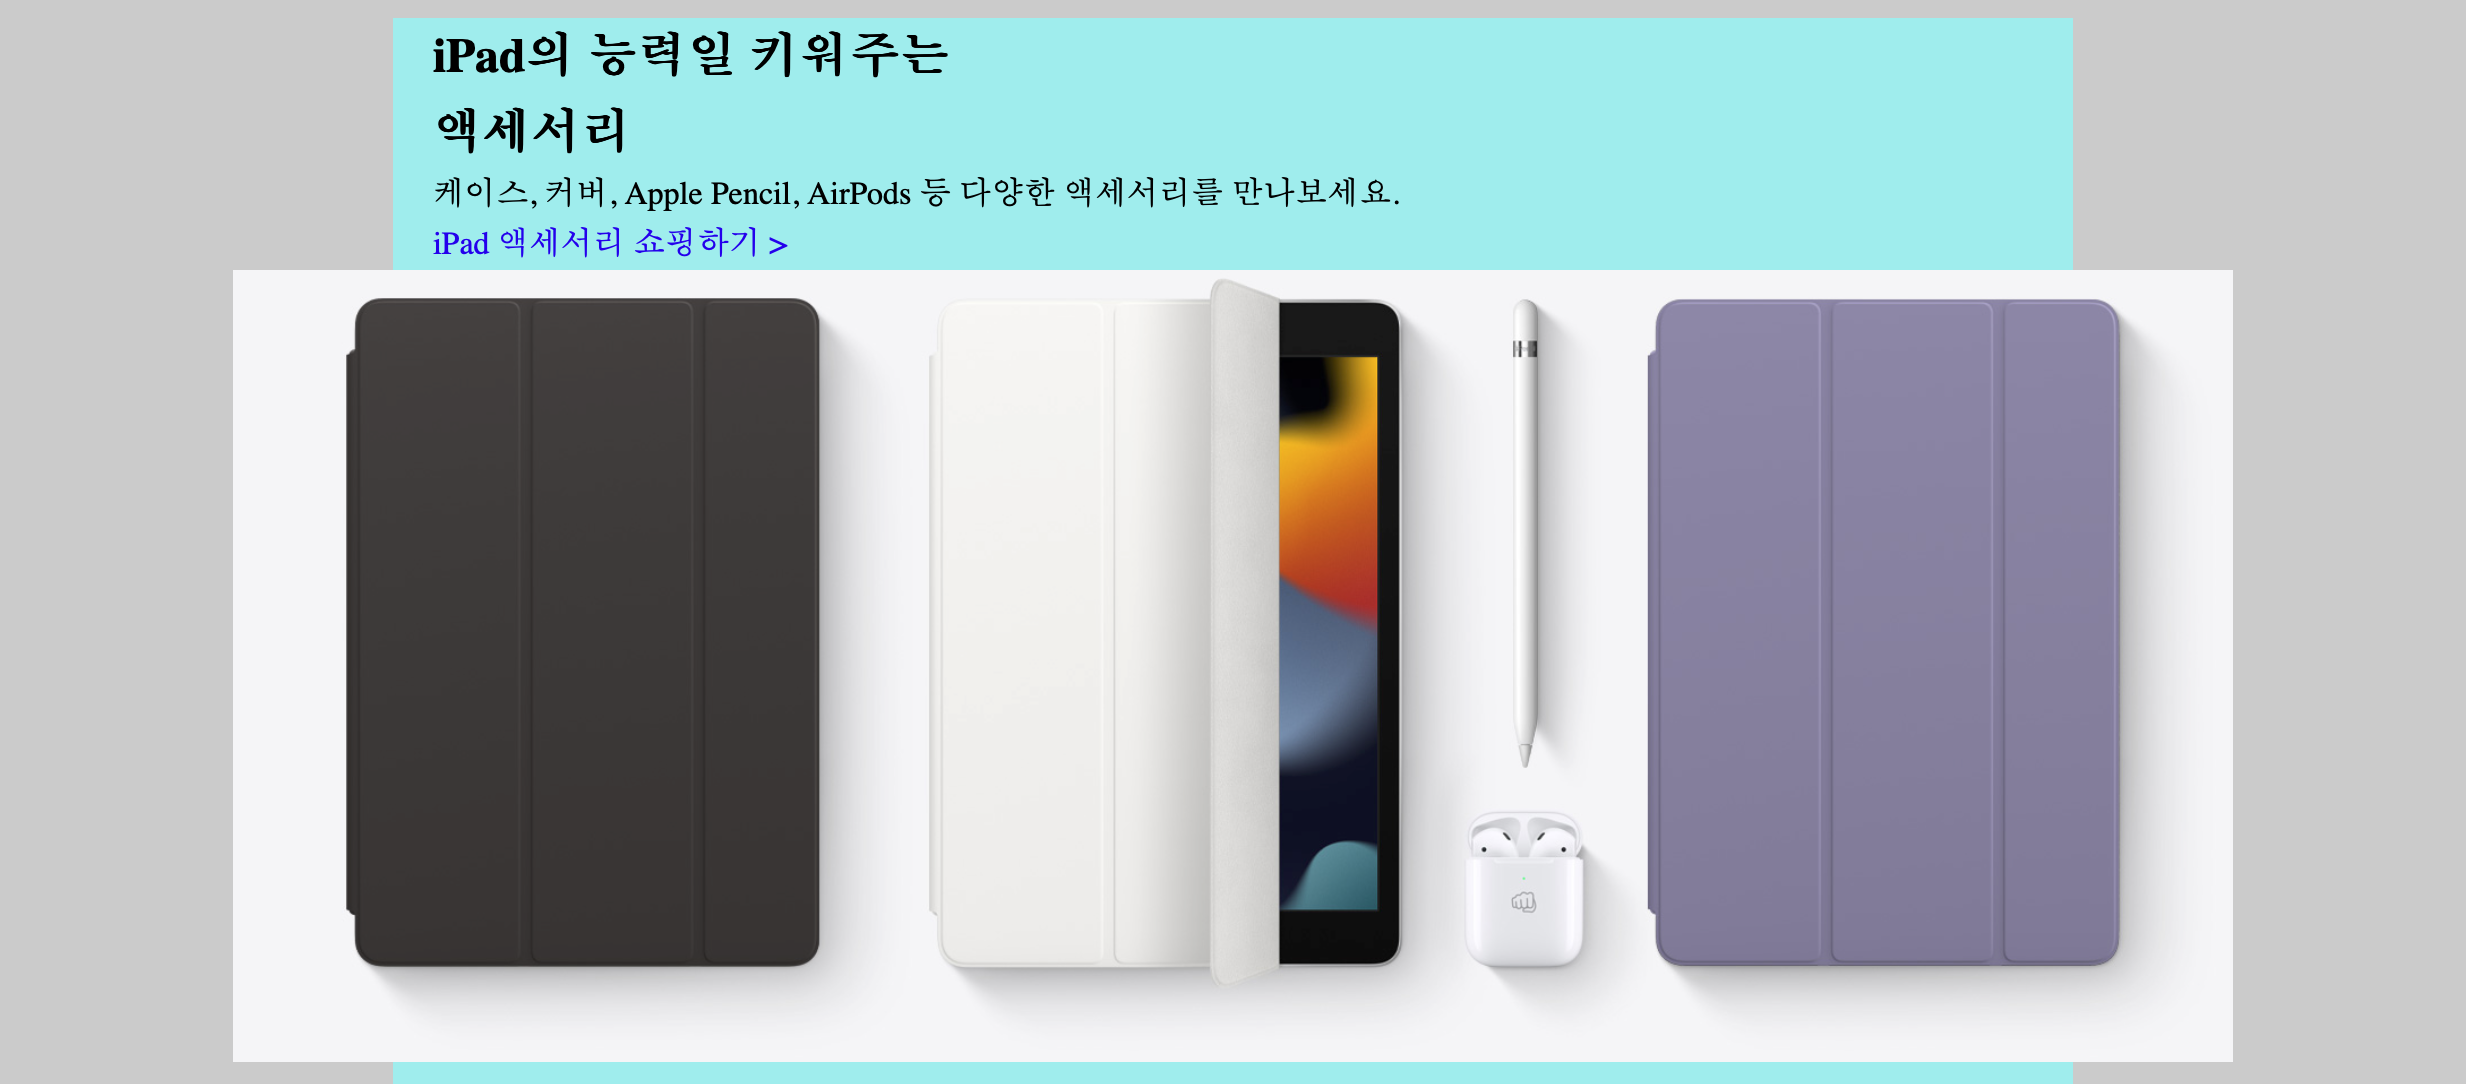 iPad의 능력일 키워주는
액세서리
케이스, 커버, Apple Pencil, AirPods 등 다양한 액세서리를 만나보세요.
iPad 액세서리 쇼핑하기 >